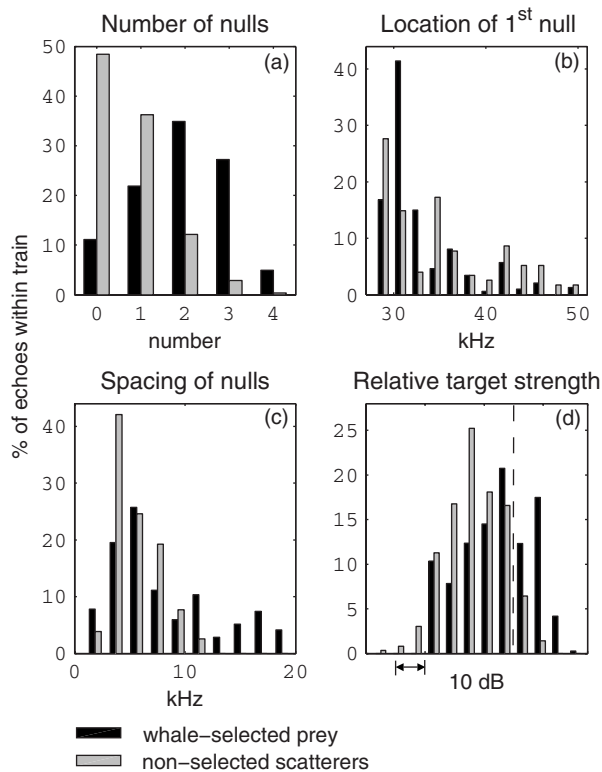 Number of nulls
(a)
50
40
30
20
10
0
0 1 2 3 4
number
Location of 1st null
(b)
40
30
20
10
0
30 40 50
kHz
% of echoes within train
Spacing of nulls
(c)
40
30
20
10
0
0 10 20
kHz
Relative target strength
(d)
25
20
15
10
5
0
10 dB
whale-selected prey
non-selected scatterers